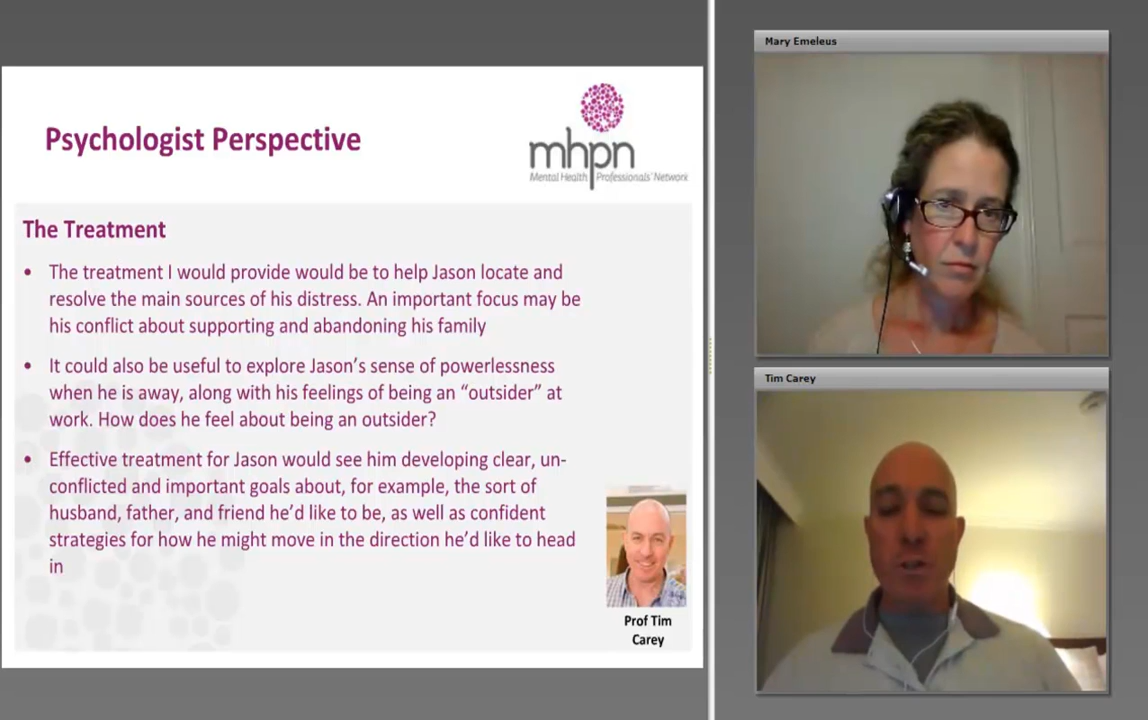 Psychologist Perspective
mhpn
Mental Health Professionals' Network
The Treatment
• The treatment I would provide would be to help Jason locate and
resolve the main sources of his distress. An important focus may be
his conflict about supporting and abandoning his family
• It could also be useful to explore Jason's sense of powerlessness
when he is away, along with his feelings of being an “outsider” at
work. How does he feel about being an outsider?
• Effective treatment for Jason would see him developing clear, un-
conflicted and important goals about, for example, the sort of
husband, father, and friend he'd like to be, as well as confident
strategies for how he might move in the direction he'd like to head
in
Prof Tim
Carey
Mary Emeleus
Tim Carey